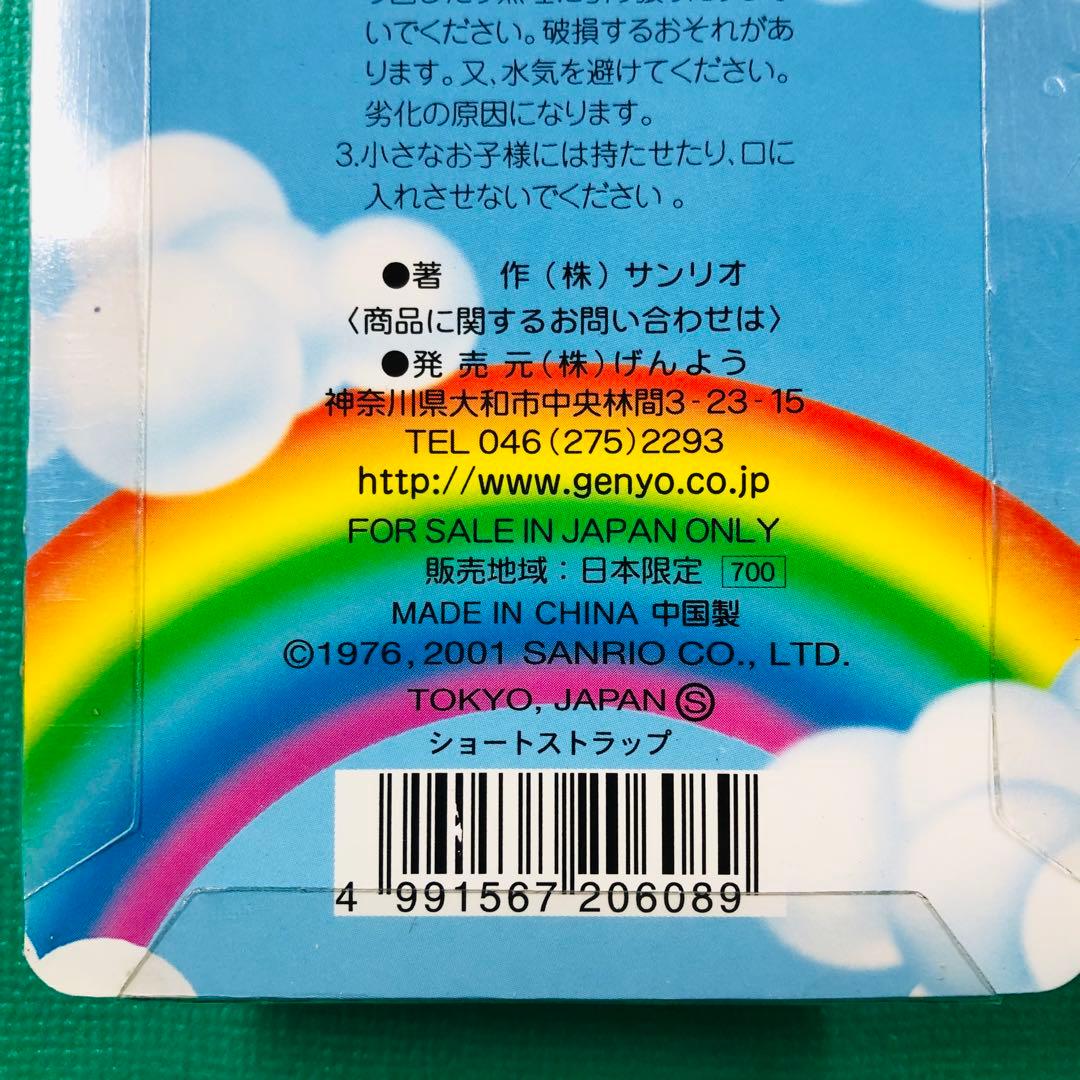 いでください。破損するおそれがあ
ります。又、水気を避けてください。
劣化の原因になります。
3.小さなお子様には持たせたり、口に
入れさせないでください。
●著 作(株)サンリオ
〈商品に関するお問い合わせは〉
●発売元(株)げんよう
神奈川県大和市中央林間3-23-15
TEL 046(275)2293
http://www.genyo.co.jp
FOR SALE IN JAPAN ONLY
販売地域:日本限定 700
MADE IN CHINA 中国製
©1976,2001 SANRIO CO., LTD.
TOKYO, JAPAN Ⓢ
ショートストラップ
4 991567 206089